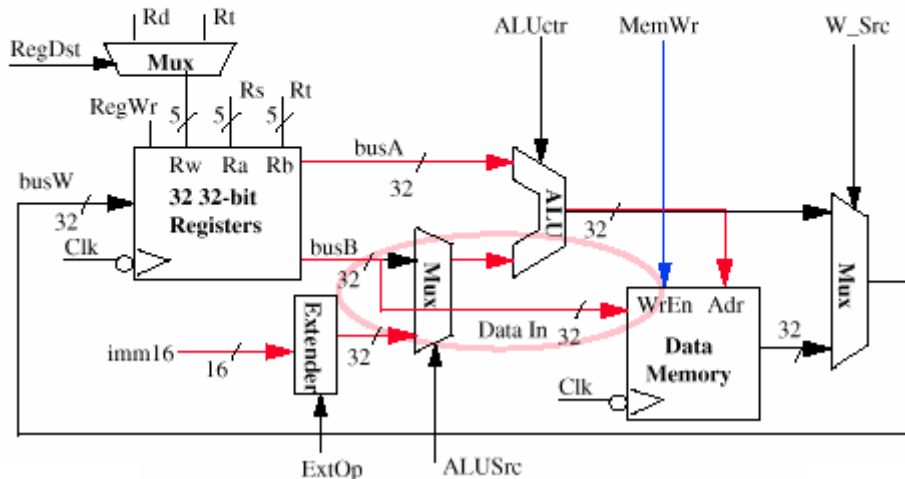 Rd Rt
ALUctr MemWr W_Src
RegDst
Mux
Rs Rt
RegWr 5 5 5
busA
Rw Ra Rb
busW 32
32 32 32-bit ALU 32
Registers
Clk busB
32 Mux Mux
WrEn Adr
Extender Data In 32 32
imm16 32 Data
16 Memory
Clk
ExtOp ALUSrc